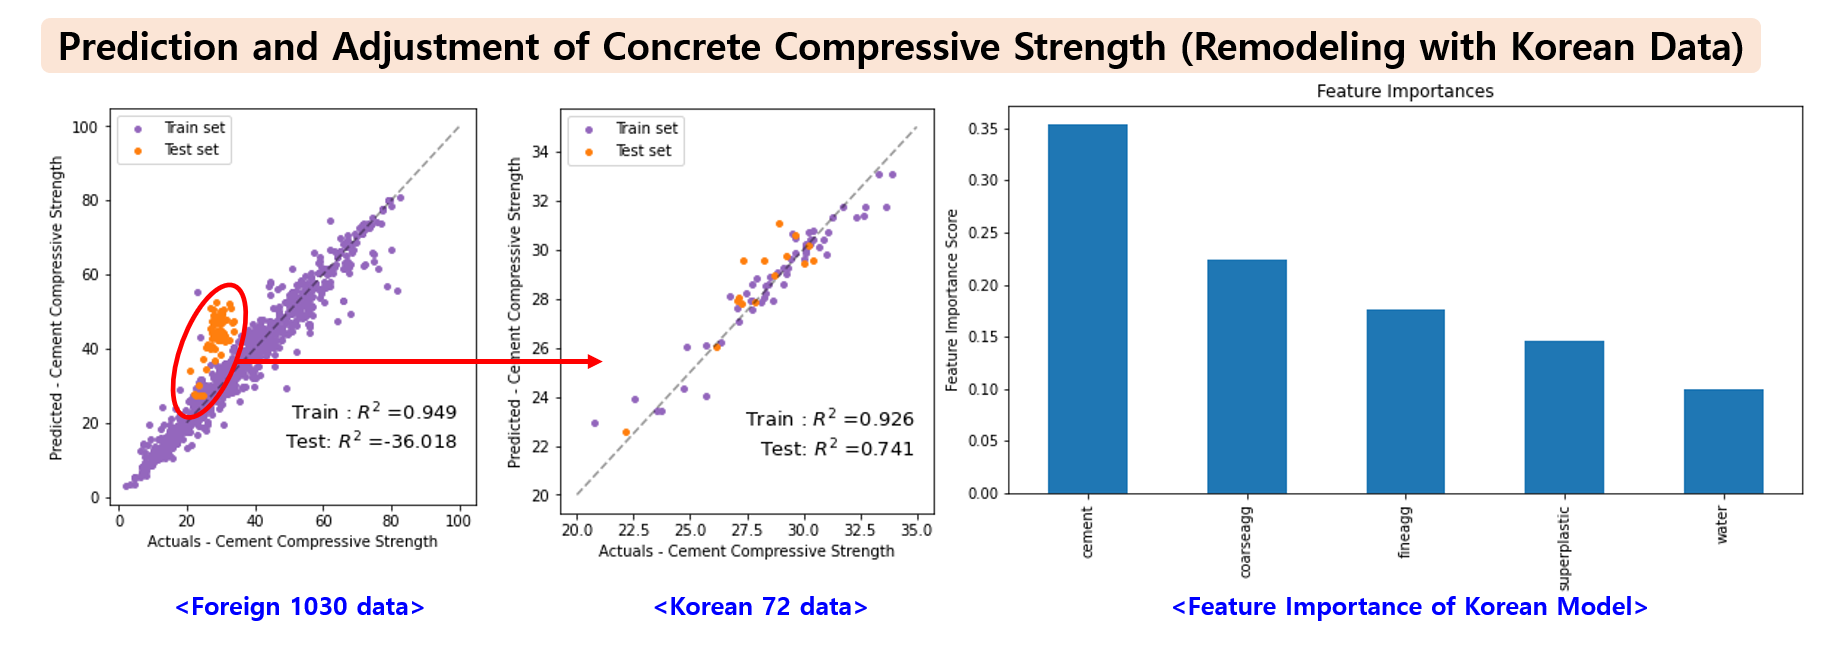 Prediction and Adjustment of Concrete Compressive Strength (Remodeling with Korean Data)
Train set
Test set
100
80
60
40
20
0
Predicted - Cement Compressive Strength
Train : R² =0.949
Test: R² =-36.018
0 20 40 60 80 100
Actuals - Cement Compressive Strength
<Foreign 1030 data>
Train set
Test set
34
32
30
28
26
24
22
20
Predicted - Cement Compressive Strength
Train : R² =0.926
Test: R² =0.741
20.0 22.5 25.0 27.5 30.0 32.5 35.0
Actuals - Cement Compressive Strength
<Korean 72 data>
Feature Importances
0.35
0.30
0.25
0.20
0.15
0.10
0.05
0.00
Feature Importance Score
cement
coarseagg
fineagg
superplastic
water
<Feature Importance of Korean Model>